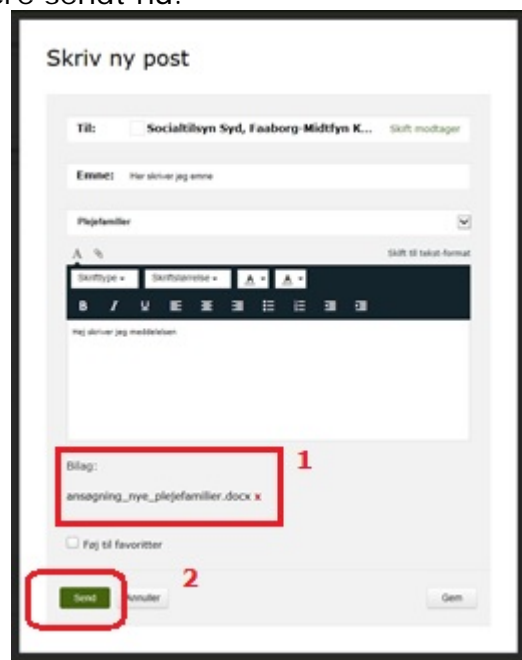 sendt nu.
Skriv ny post
Til: Socialtilsyn Syd, Faaborg-Midtfyn K... Skift modtager
Emne: Her skriver jeg emne
Plejefamilier
A Skift til tekst-format
Skrifttype Skriftstørrelse A A
B I U
Hej skriver jeg meddelelsen
1
Bilag:
ansøgning_nye_plejefamilier.docx x
Føj til favoritter
2
Send Annuller Gem